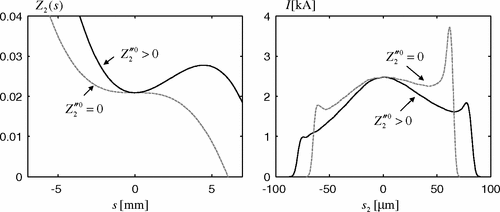 Z₂(s)
0.04
0.03
0.02
0.01
0
-5
0
5
s [mm]
Z₂″⁰ > 0
Z₂″⁰ = 0
I[kA]
4
3
2
1
0
-100
-50
0
50
100
s₂ [µm]
Z₂″⁰ = 0
Z₂″⁰ > 0